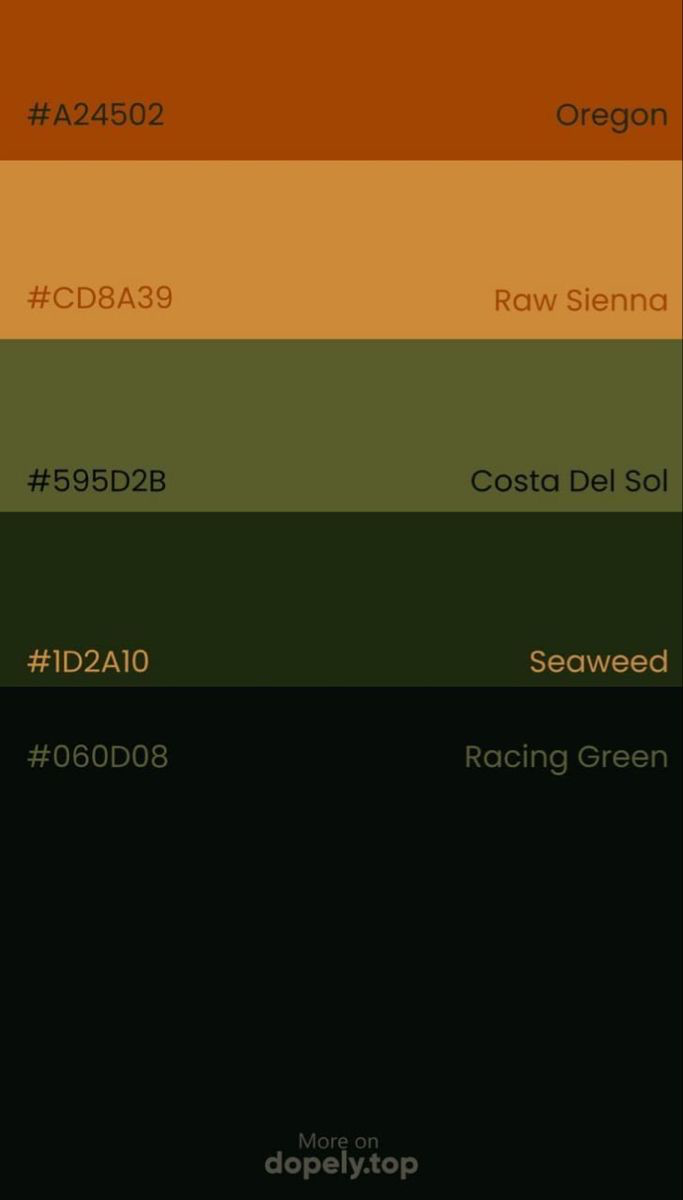 #A24502 Oregon
#CD8A39 Raw Sienna
#595D2B Costa Del Sol
#1D2A10 Seaweed
#060D08 Racing Green
More on
dopely.top